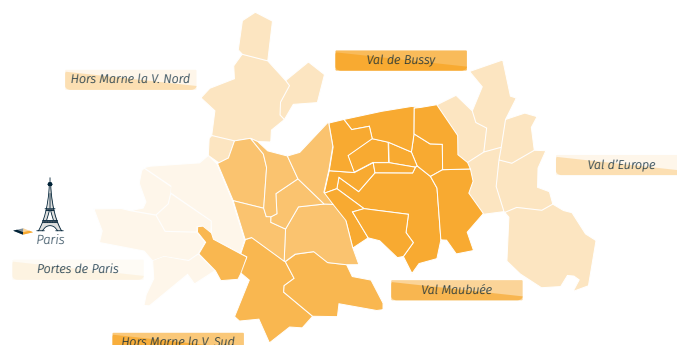 Val de Bussy
Hors Marne la V. Nord
Val d'Europe
Paris
Portes de Paris
Val Maubuée
Hors Marne la V. Sud